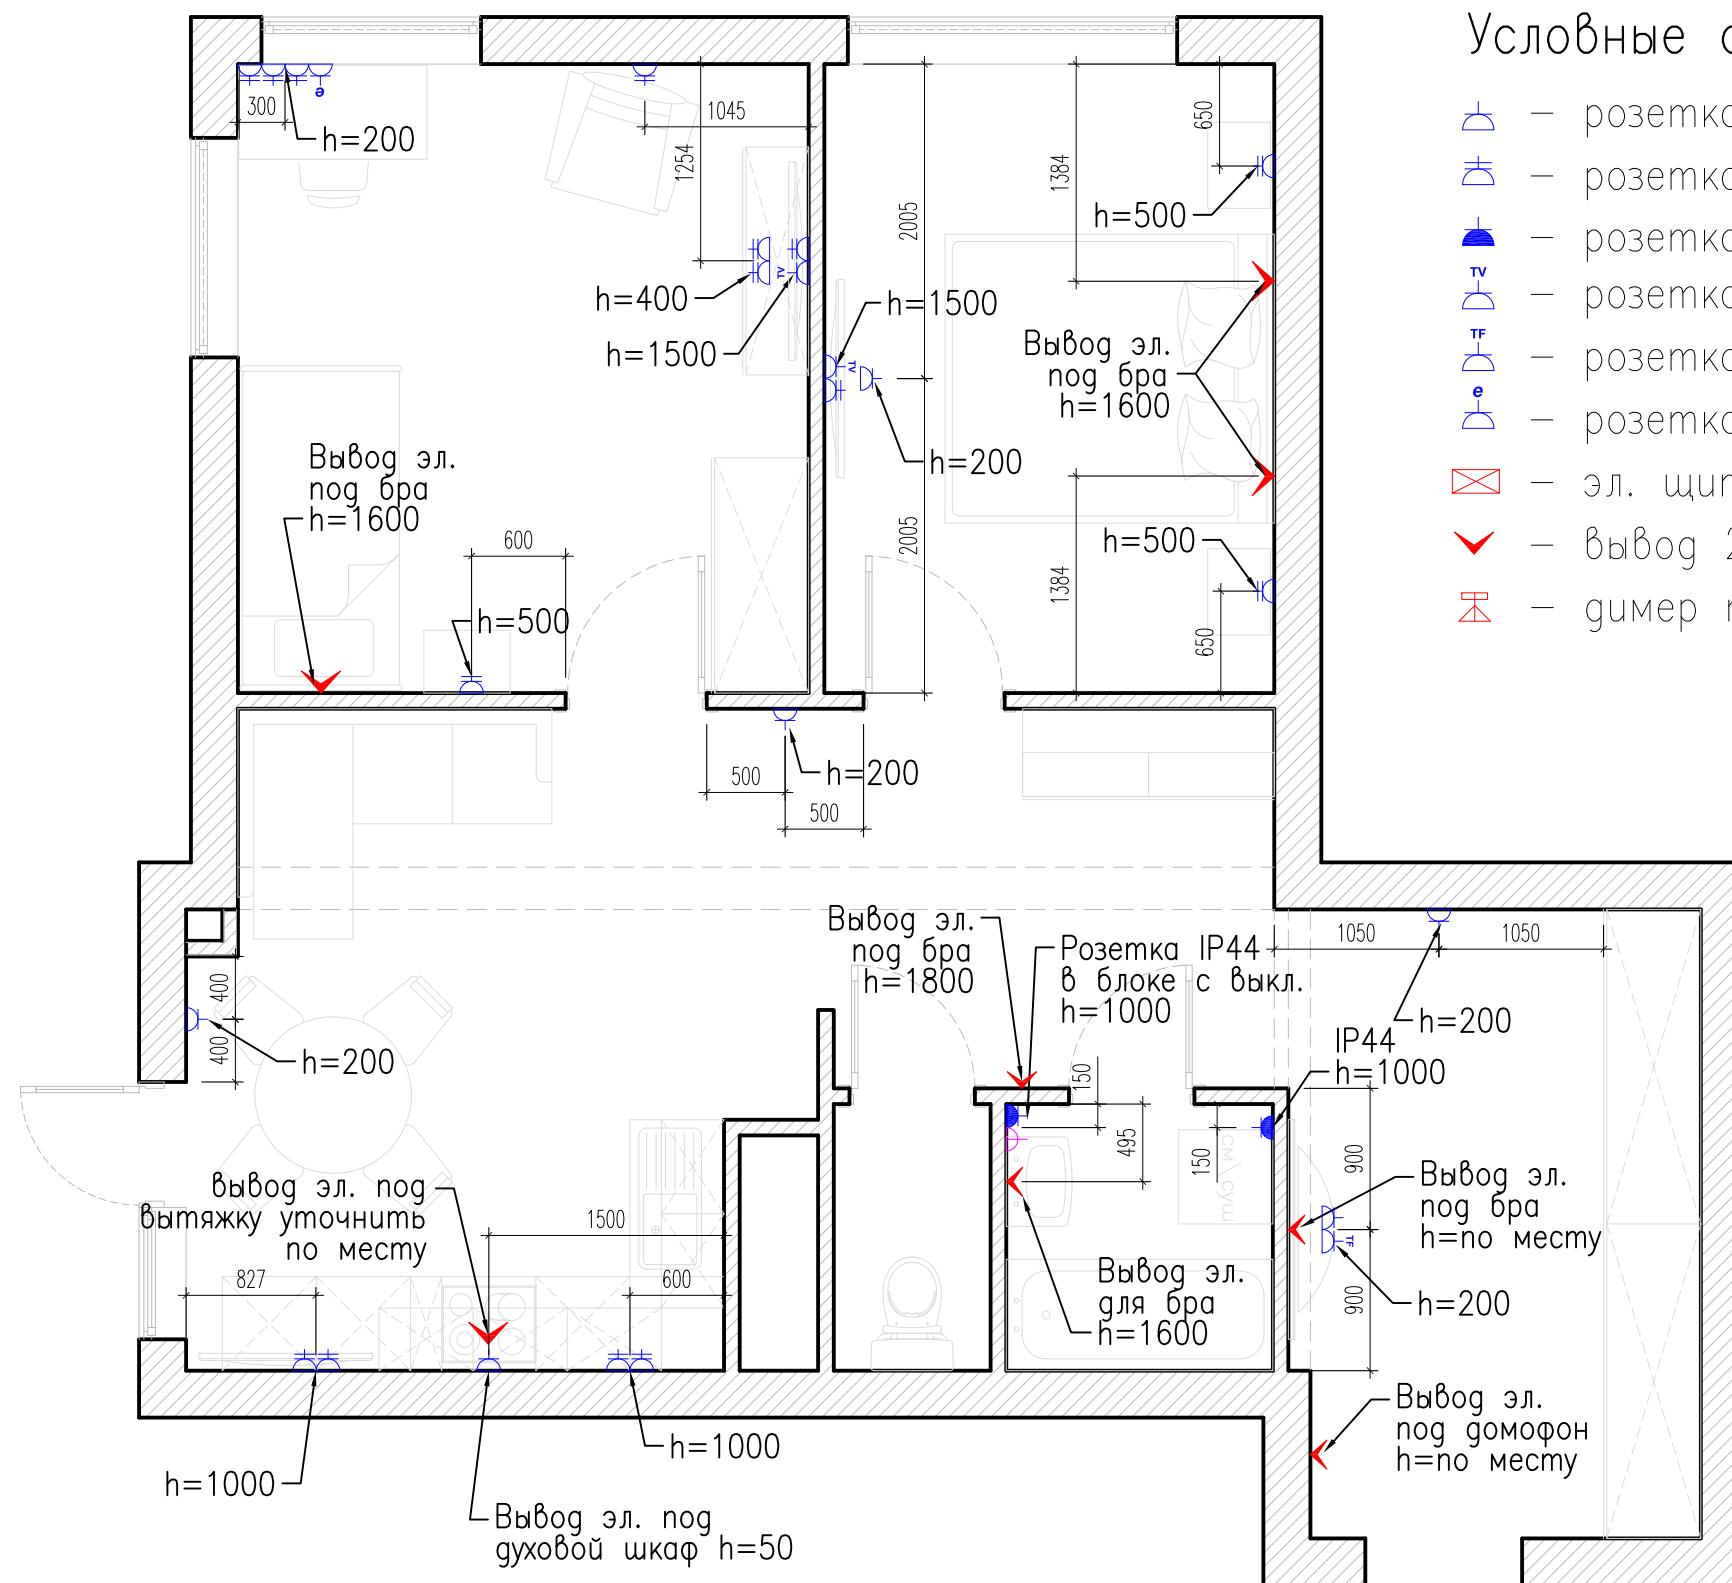 Условные
розетка
розетка
розетка
TV
розетка
TF
розетка
e
розетка
эл.
вывод
димер
e
300
h=200
1045
1254
h=400
TV
h=1500
650
1384
h=500
2005
h=1500
TV
Вывод эл.
под бра
h=1600
h=200
2005
h=500
1384
650
Вывод эл.
под бра
h=1600
600
h=500
500
h=200
500
Вывод эл.
под бра
h=1800
Розетка IP44
в блоке с выкл.
h=1000
1050
1050
h=200
IP44
h=1000
400
400
h=200
150
495
150
см/суш
900
900
TF
Вывод эл.
под бра
h=по месту
h=200
вывод эл. под
вытяжку уточнить
по месту
1500
827
600
Вывод эл.
для бра
h=1600
Вывод эл.
под домофон
h=по месту
h=1000
h=1000
Вывод эл. под
духовой шкаф h=50